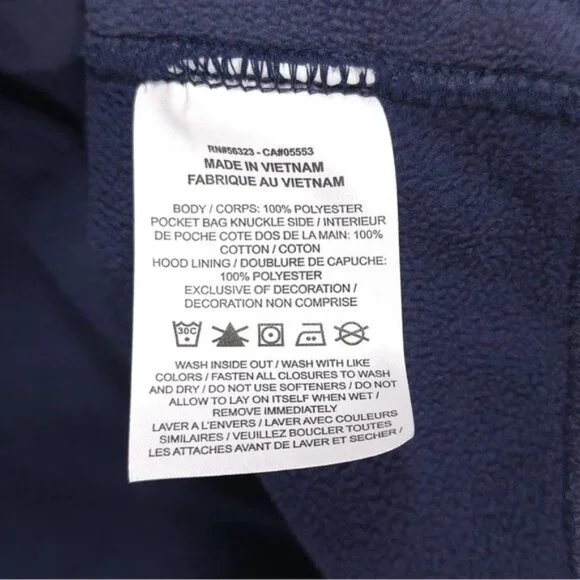 RN#56323 - CA#05553
MADE IN VIETNAM
FABRIQUE AU VIETNAM
BODY / CORPS: 100% POLYESTER
POCKET BAG KNUCKLE SIDE / INTERIEUR
DE POCHE COTE DOS DE LA MAIN: 100%
COTTON / COTON
HOOD LINING / DOUBLURE DE CAPUCHE:
100% POLYESTER
EXCLUSIVE OF DECORATION /
DECORATION NON COMPRISE
30C
WASH INSIDE OUT / WASH WITH LIKE
COLORS / FASTEN ALL CLOSURES TO WASH
AND DRY / DO NOT USE SOFTENERS / DO NOT
ALLOW TO LAY ON ITSELF WHEN WET /
REMOVE IMMEDIATELY
LAVER A L'ENVERS / LAVER AVEC COULEURS
SIMILAIRES / VEUILLEZ BOUCLER TOUTES
LES ATTACHES AVANT DE LAVER ET SECHER /